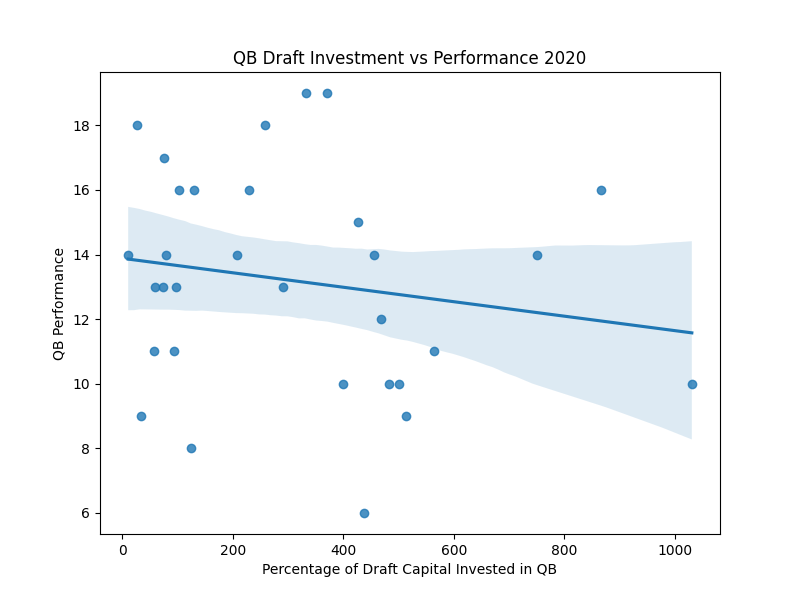 QB Draft Investment vs Performance 2020
18
16
14
12
10
8
6
QB Performance
0 200 400 600 800 1000
Percentage of Draft Capital Invested in QB